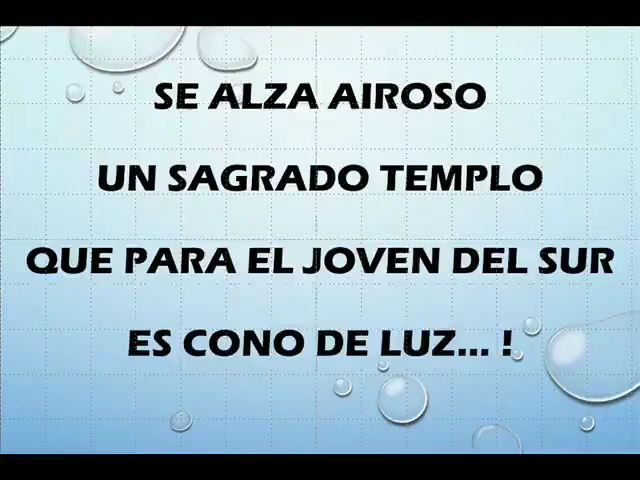 SE ALZA AIROSO
UN SAGRADO TEMPLO
QUE PARA EL JOVEN DEL SUR
ES CONO DE LUZ... !